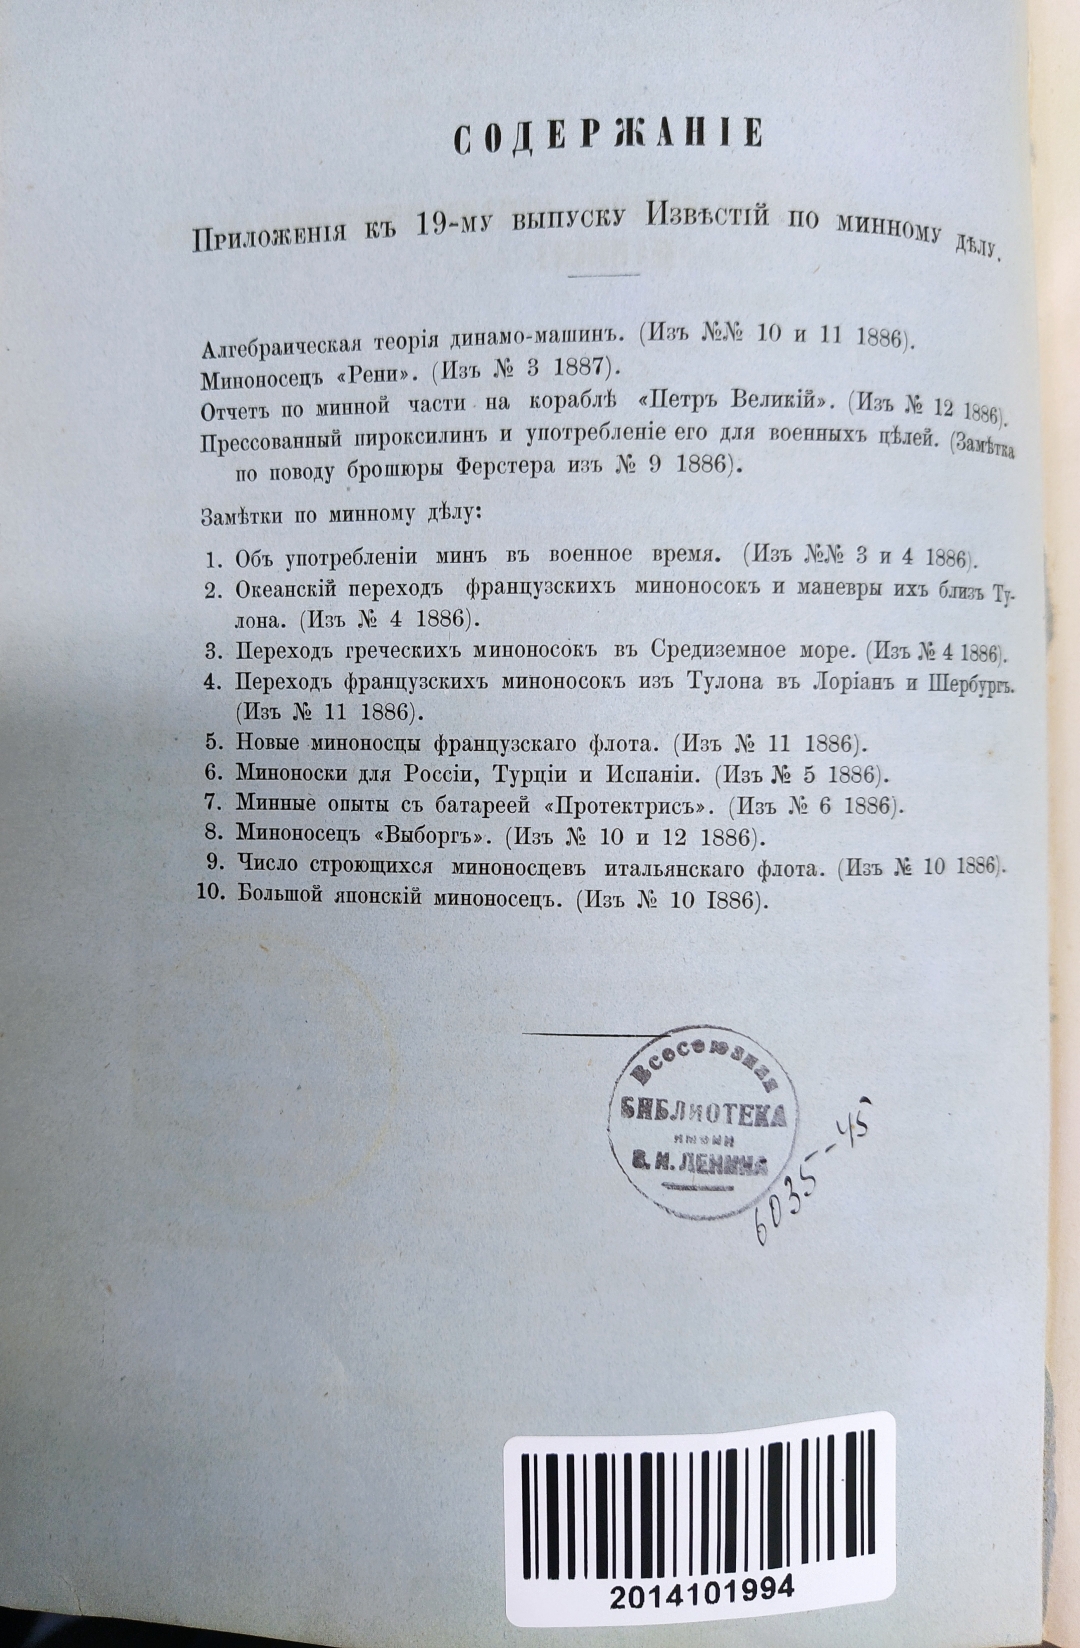 СОДЕРЖАНІЕ
Приложенія къ 19-му выпуску Извѣстій по минному дѣлу.
Алгебраическая теорія динамо-машинъ. (Изъ №№ 10 и 11 1886).
Миноносецъ «Рени». (Изъ № 3 1887).
Отчетъ по минной части на кораблѣ «Петръ Великій». (Изъ № 12 1886).
Прессованный пироксилинъ и употребленіе его для военныхъ цѣлей. (Замѣтка
по поводу брошюры Ферстера изъ № 9 1886).
Замѣтки по минному дѣлу:
1. Объ употребленіи минъ въ военное время. (Изъ №№ 3 и 4 1886).
2. Океанскій переходъ французскихъ миноносокъ и маневры ихъ близъ Ту-
лона. (Изъ № 4 1886).
3. Переходъ греческихъ миноносокъ въ Средиземное море. (Изъ № 4 1886).
4. Переходъ французскихъ миноносокъ изъ Тулона въ Лоріанъ и Шербургъ.
(Изъ № 11 1886).
5. Новые миноносцы французскаго флота. (Изъ № 11 1886).
6. Миноноски для Россіи, Турціи и Испаніи. (Изъ № 5 1886).
7. Минные опыты съ батареей «Протектрисъ». (Изъ № 6 1886).
8. Миноносецъ «Выборгъ». (Изъ № 10 и 12 1886).
9. Число строющихся миноносцевъ итальянскаго флота. (Изъ № 10 1886).
10. Большой японскій миноносецъ. (Изъ № 10 1886).
Всесоюзная
БИБЛИОТЕКА
имени
В. И. ЛЕНИНА
6035-45
2014101994